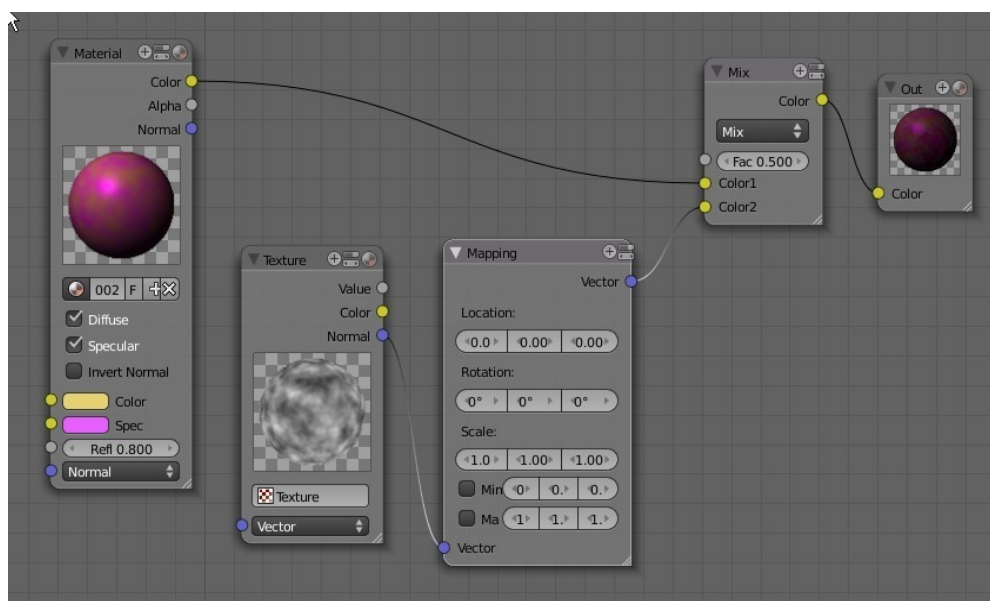 Material
Color
Alpha
Normal
002 F
Diffuse
Specular
Invert Normal
Color
Spec
Refl 0.800
Normal
Texture
Value
Color
Normal
Texture
Vector
Mapping
Vector
Location:
0.0 0.00 0.00
Rotation:
0° 0° 0°
Scale:
1.0 1.00 1.00
Min 0 0. 0.
Ma 1 1. 1.
Vector
Mix
Color
Mix
Fac 0.500
Color1
Color2
Out
Color